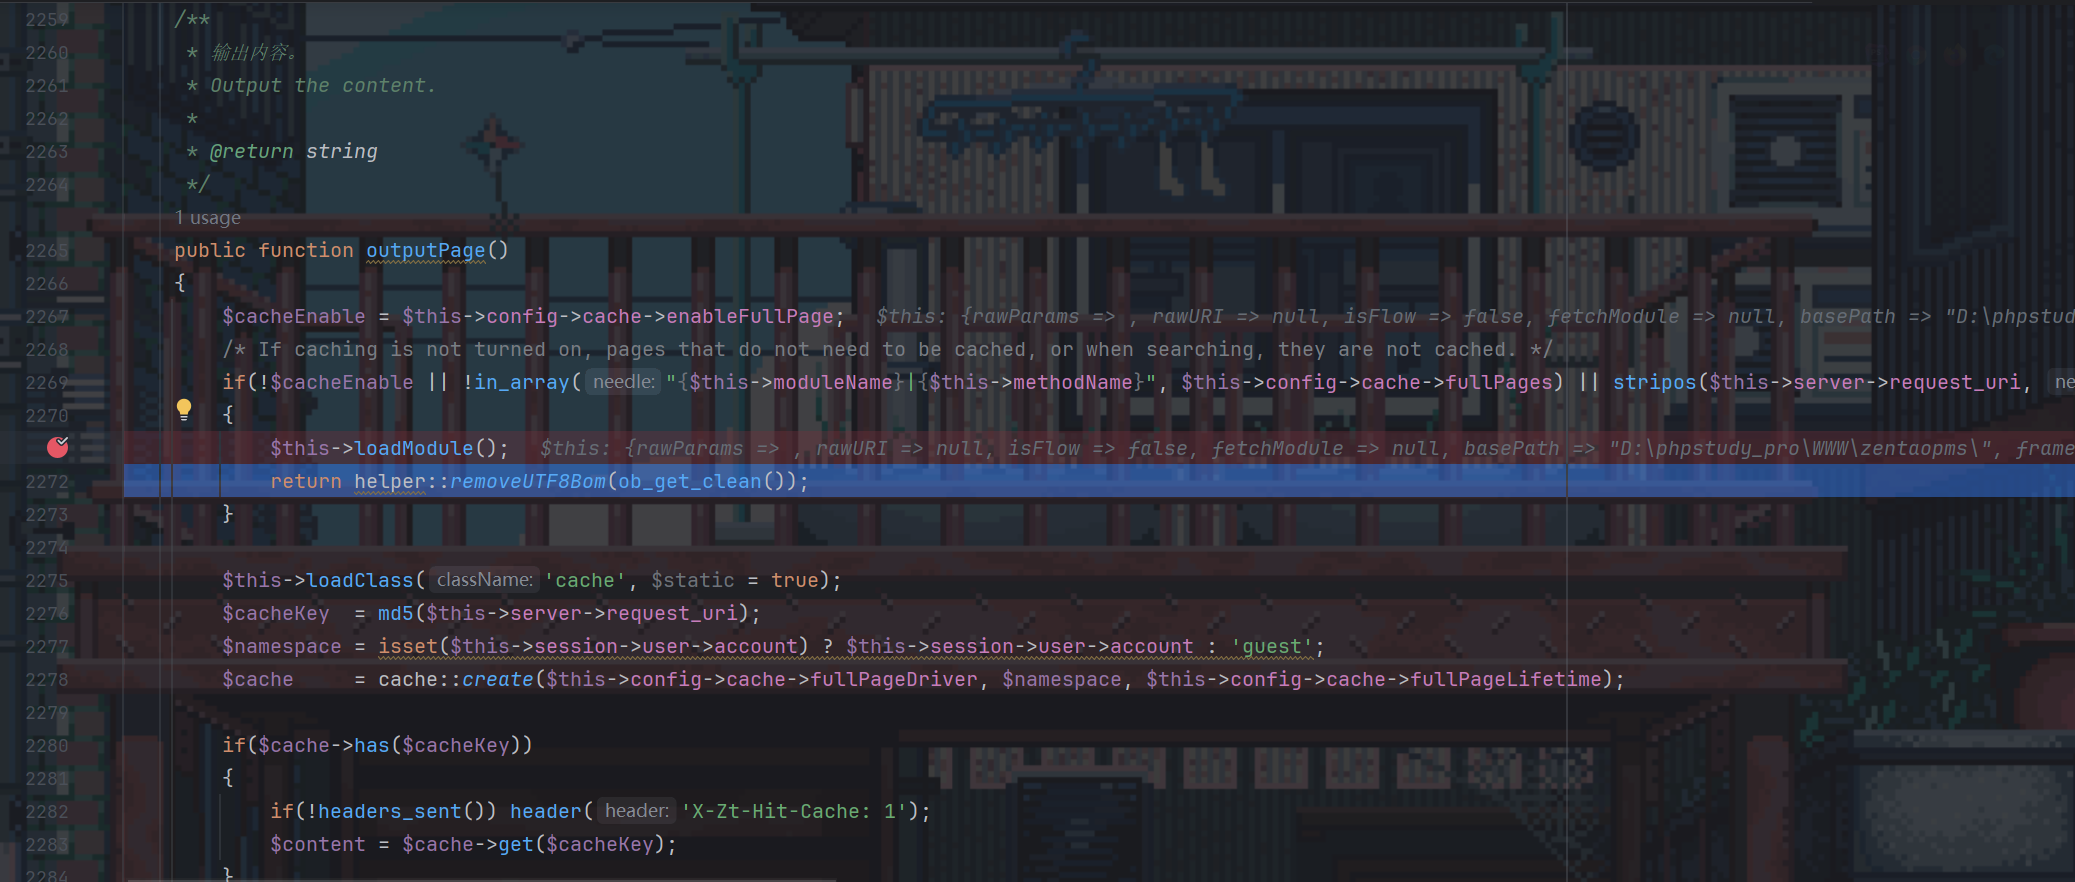 2259 /**
2260 * 输出内容。
2261 * Output the content.
2262 *
2263 * @return string
2264 */
1 usage
2265 public function outputPage()
2266 {
2267 $cacheEnable = $this->config->cache->enableFullPage; $this: {rawParams => , rawURI => null, isFlow => false, fetchModule => null, basePath => "D:\phpstud
2268 /* If caching is not turned on, pages that do not need to be cached, or when searching, they are not cached. */
2269 if(!$cacheEnable || !in_array( needle: "{$this->moduleName}|{$this->methodName}", $this->config->cache->fullPages) || stripos($this->server->request_uri, ne
2270 {
$this->loadModule(); $this: {rawParams => , rawURI => null, isFlow => false, fetchModule => null, basePath => "D:\phpstudy_pro\WWW\zentaopms\", frame
2272 return helper::removeUTF8Bom(ob_get_clean());
2273 }
2274
2275 $this->loadClass( className: 'cache', $static = true);
2276 $cacheKey = md5($this->server->request_uri);
2277 $namespace = isset($this->session->user->account) ? $this->session->user->account : 'guest';
2278 $cache = cache::create($this->config->cache->fullPageDriver, $namespace, $this->config->cache->fullPageLifetime);
2279
2280 if($cache->has($cacheKey))
2281 {
2282 if(!headers_sent()) header( header: 'X-Zt-Hit-Cache: 1');
2283 $content = $cache->get($cacheKey);
2284 }